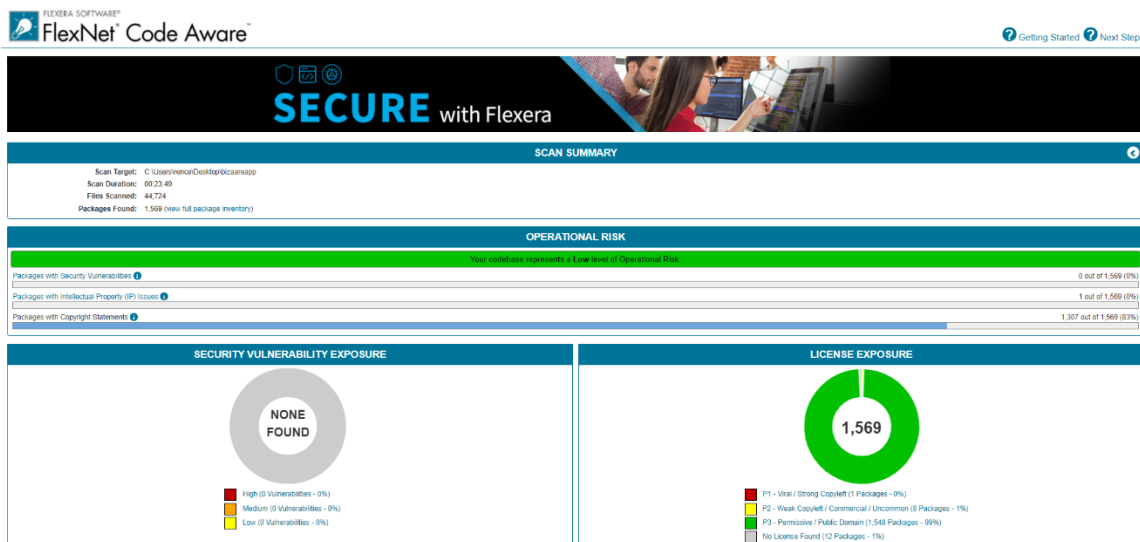 FLEXERA SOFTWARE®
FlexNet® Code Aware™
Getting Started Next Step
SECURE with Flexera
SCAN SUMMARY
Scan Target: C:\Users\vence\Desktop\bizaareapp
Scan Duration: 00:23:49
Files Scanned: 44,724
Packages Found: 1,569 (view full package inventory)
OPERATIONAL RISK
Your codebase represents a Low level of Operational Risk.
Packages with Security Vulnerabilities 0 out of 1,569 (0%)
Packages with Intellectual Property (IP) Issues 1 out of 1,569 (0%)
Packages with Copyright Statements 1,307 out of 1,569 (83%)
SECURITY VULNERABILITY EXPOSURE
NONE
FOUND
High (0 Vulnerabilities - 0%)
Medium (0 Vulnerabilities - 0%)
Low (0 Vulnerabilities - 0%)
LICENSE EXPOSURE
1,569
P1 - Viral / Strong Copyleft (1 Packages - 0%)
P2 - Weak Copyleft / Commercial / Uncommon (8 Packages - 1%)
P3 - Permissive / Public Domain (1,548 Packages - 99%)
No License Found (12 Packages - 1%)